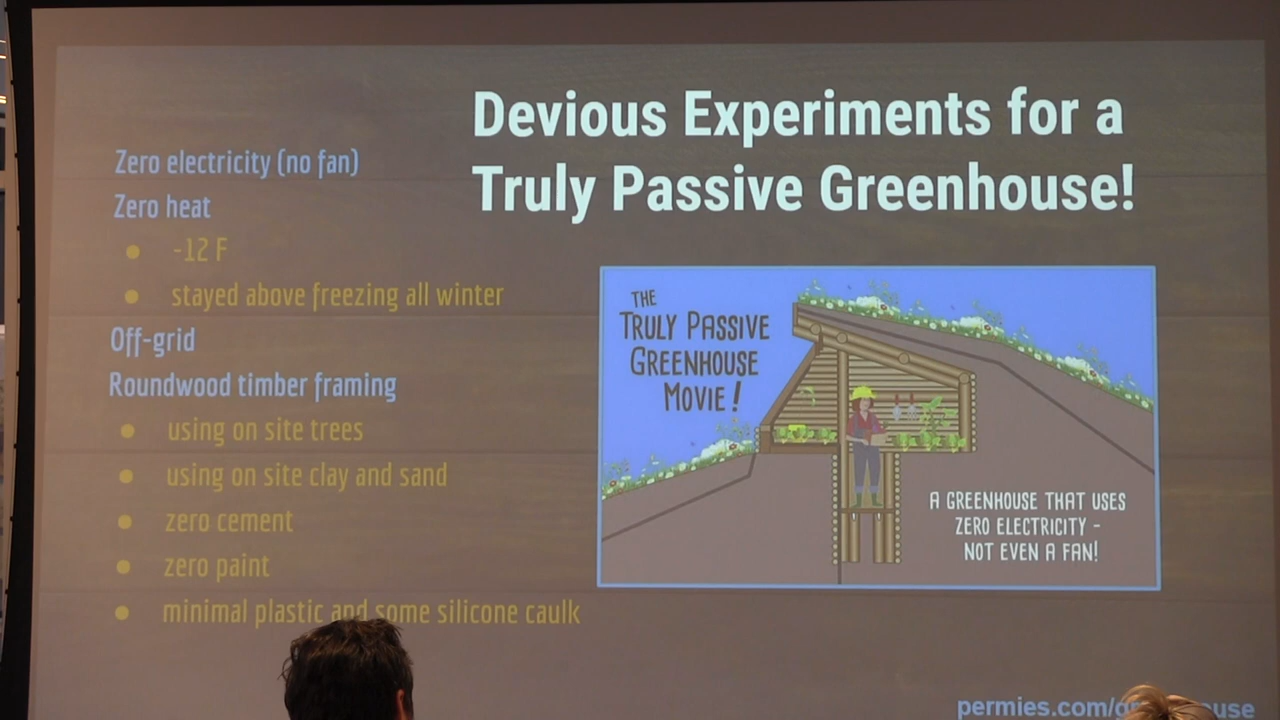 Devious Experiments for a
Truly Passive Greenhouse!
Zero electricity (no fan)
Zero heat
● -12 F
● stayed above freezing all winter
Off-grid
Roundwood timber framing
● using on site trees
● using on site clay and sand
● zero cement
● zero paint
● minimal plastic and some silicone caulk
THE
TRULY PASSIVE
GREENHOUSE
MOVIE!
A GREENHOUSE THAT USES
ZERO ELECTRICITY -
NOT EVEN A FAN!